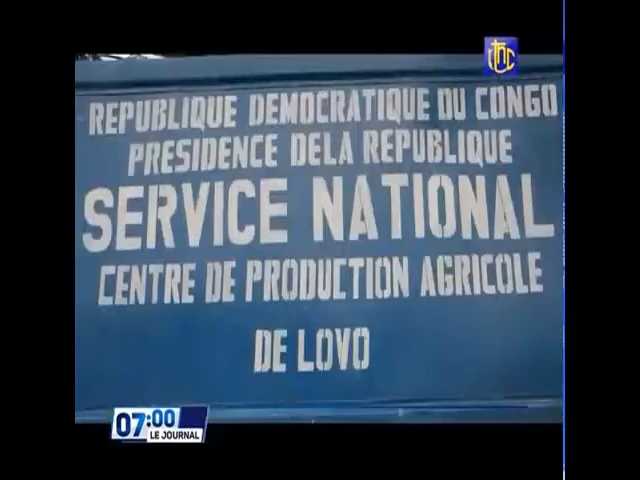 RTNC
REPUBLIQUE DEMOCRATIQUE DU CONGO
PRESIDENCE DELA REPUBLIQUE
SERVICE NATIONAL
CENTRE DE PRODUCTION AGRICOLE
DE LOVO
07:00
LE JOURNAL